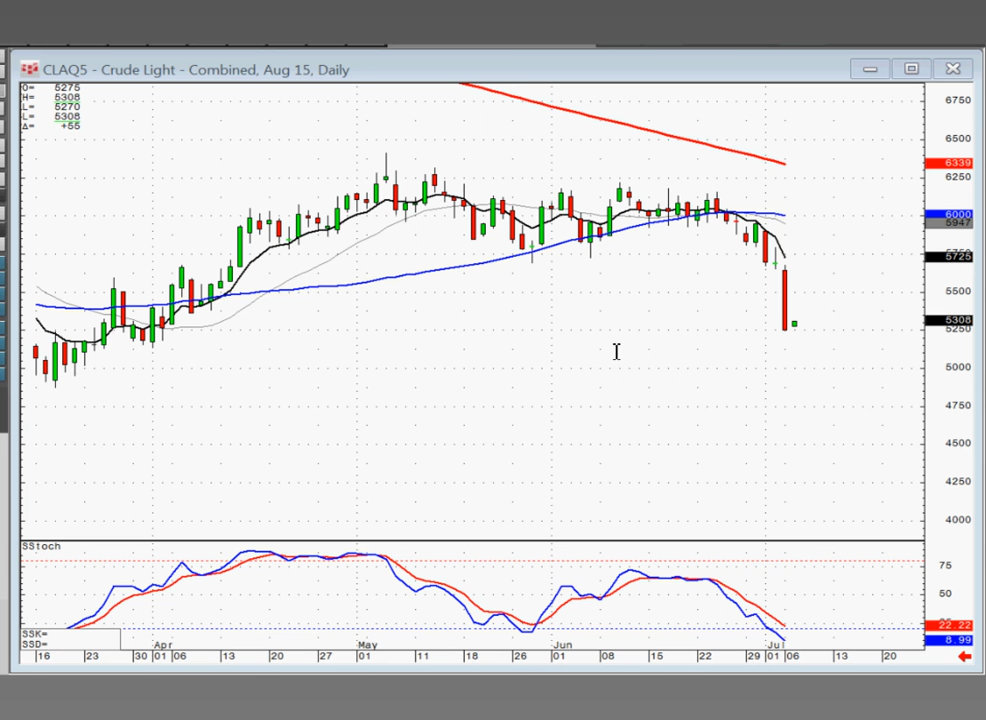 CLAQ5 - Crude Light - Combined, Aug 15, Daily
O= 5275
H= 5308
L= 5270
L= 5308
Δ= +55
6750
6500
6339
6250
6000
5947
5750
5725
5500
5308
5250
5000
4750
4500
4250
4000
SStoch
75
50
22.22
8.99
SSK=
SSD=
Apr May Jun Jul
16 23 30 01 06 13 20 27 01 11 18 26 01 08 15 22 29 01 06 13 20